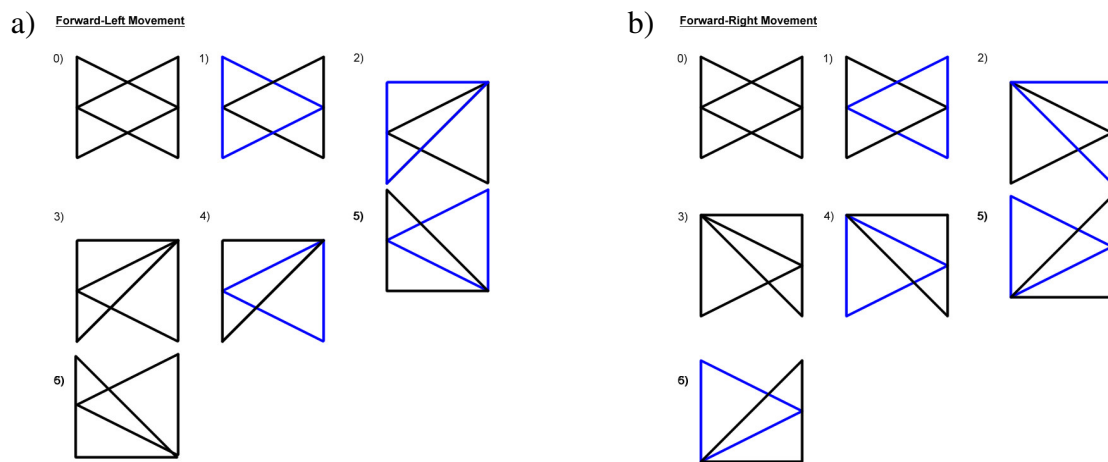 a) Forward-Left Movement
0) 1) 2)
3) 4) 5)
6)
b) Forward-Right Movement
0) 1) 2)
3) 4) 5)
6)